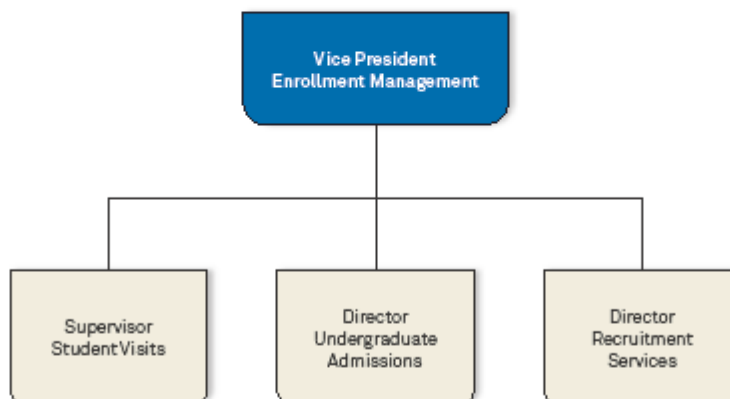 Vice President
Enrollment Management
Supervisor
Student Visits
Director
Undergraduate
Admissions
Director
Recruitment
Services